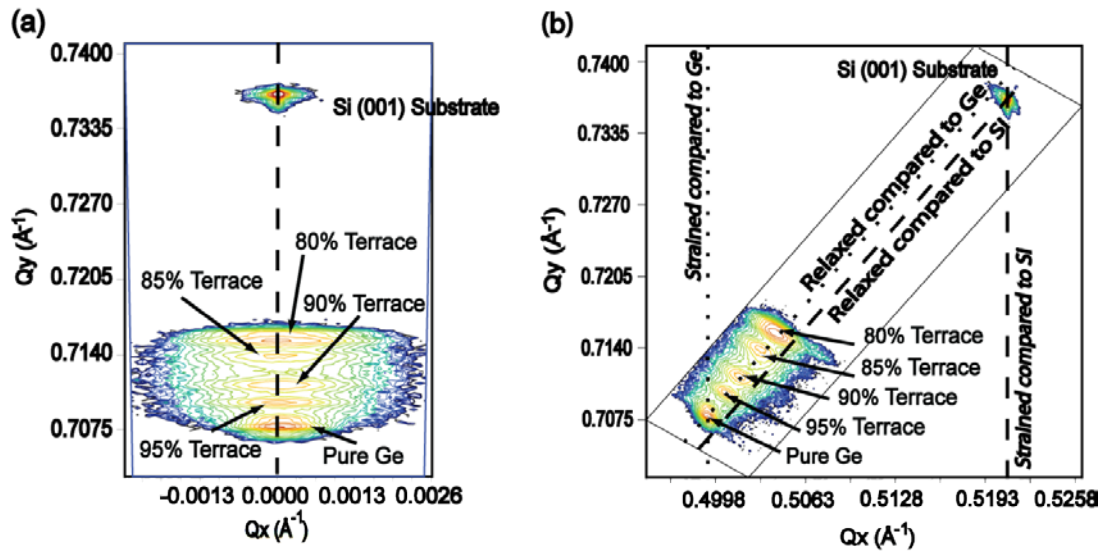 (a)
Qy (Å⁻¹)
0.7400
0.7335
0.7270
0.7205
0.7140
0.7075
Si (001) Substrate
80% Terrace
85% Terrace
90% Terrace
95% Terrace
Pure Ge
-0.0013 0.0000 0.0013 0.0026
Qx (Å⁻¹)
(b)
Qy (Å⁻¹)
0.7400
0.7335
0.7270
0.7205
0.7140
0.7075
Strained compared to Ge
Si (001) Substrate
Relaxed compared to Ge
Relaxed compared to Si
Strained compared to Si
80% Terrace
85% Terrace
90% Terrace
95% Terrace
Pure Ge
0.4998 0.5063 0.5128 0.5193 0.5258
Qx (Å⁻¹)